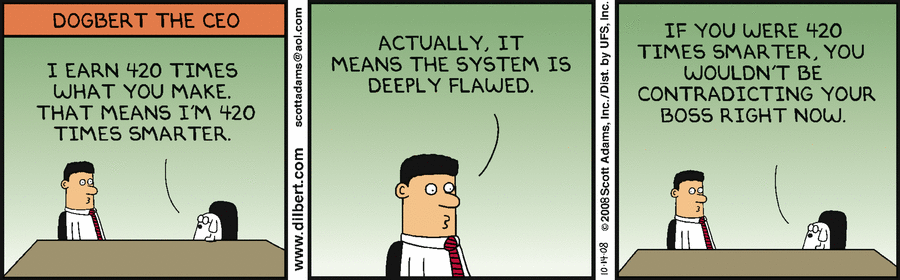 DOGBERT THE CEO
I EARN 420 TIMES
WHAT YOU MAKE.
THAT MEANS I'M 420
TIMES SMARTER.
www.dilbert.com scottadams@aol.com
ACTUALLY, IT
MEANS THE SYSTEM IS
DEEPLY FLAWED.
10-14-08 © 2008 Scott Adams, Inc./Dist. by UFS, Inc.
IF YOU WERE 420
TIMES SMARTER, YOU
WOULDN'T BE
CONTRADICTING YOUR
BOSS RIGHT NOW.